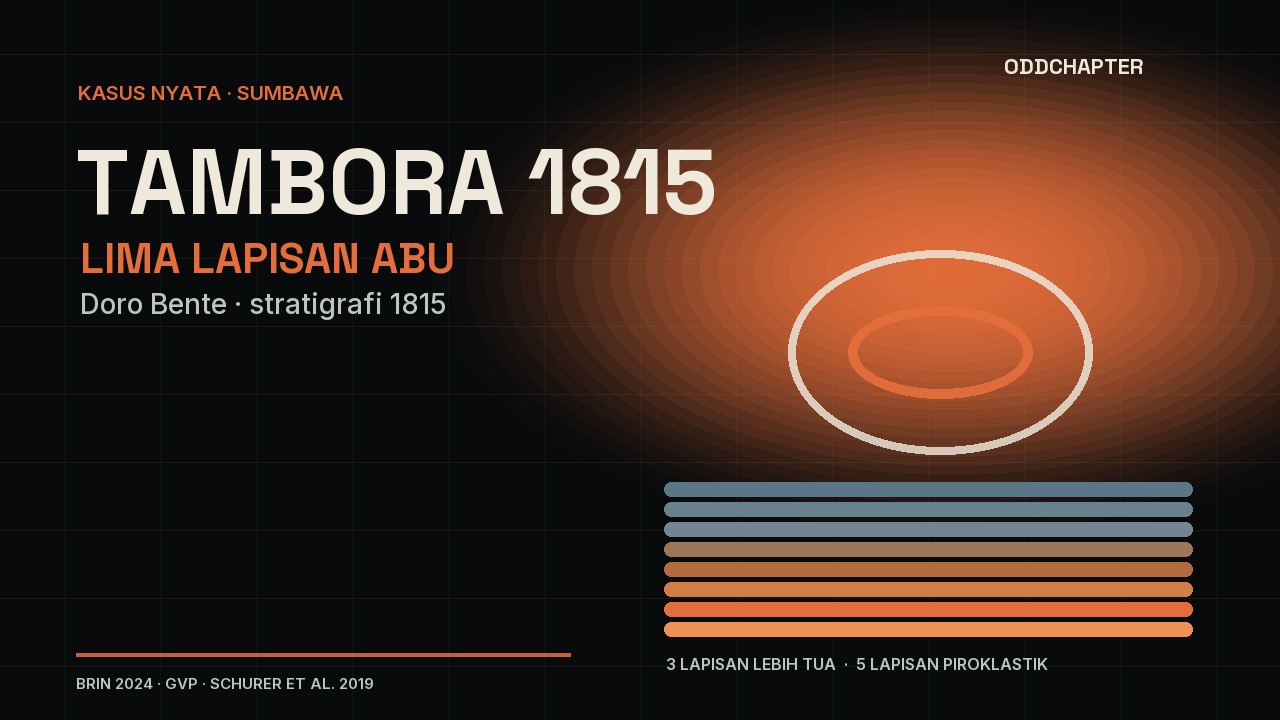 ODDCHAPTER
KASUS NYATA · SUMBAWA
TAMBORA 1815
LIMA LAPISAN ABU
Doro Bente · stratigrafi 1815
3 LAPISAN LEBIH TUA · 5 LAPISAN PIROKLASTIK
BRIN 2024 · GVP · SCHURER ET AL. 2019